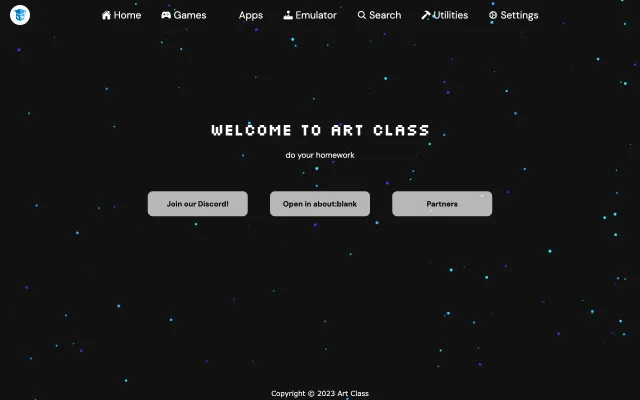 Home Games Apps Emulator Search Utilities Settings
WELCOME TO ART CLASS
do your homework
Join our Discord! Open in about:blank Partners
Copyright © 2023 Art Class